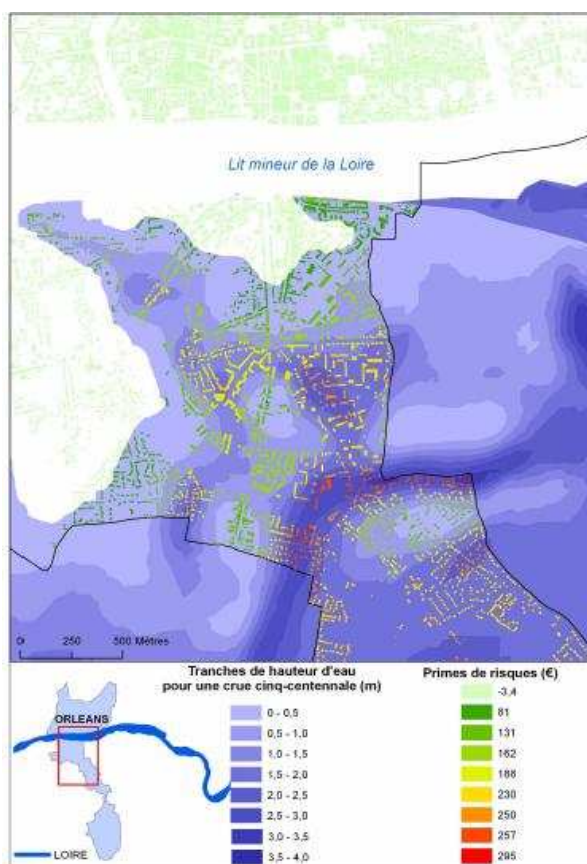 Lit mineur de la Loire
0 250 500 Mètres
Tranches de hauteur d'eau
pour une crue cinq-centennale (m)
0 - 0,5
0,5 - 1,0
1,0 - 1,5
1,5 - 2,0
2,0 - 2,5
2,5 - 3,0
3,0 - 3,5
3,5 - 4,0
Primes de risques (€)
-3,4
81
131
162
188
230
250
257
295
ORLEANS
LOIRE